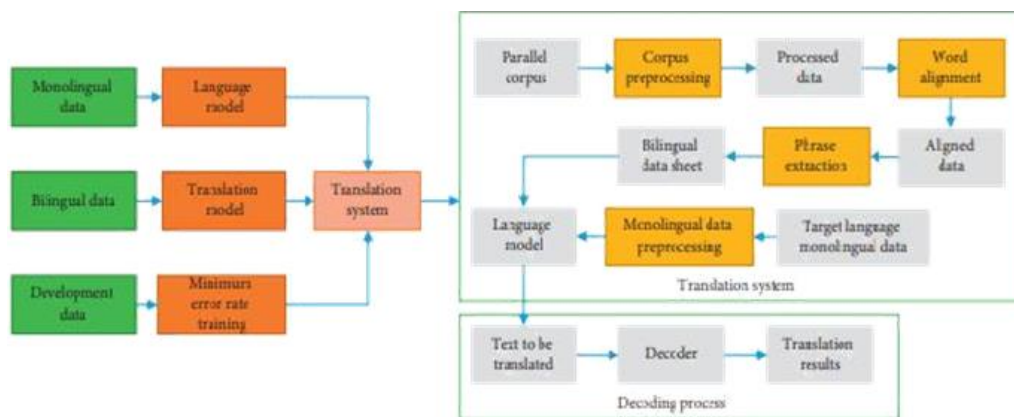 Monolingual
data
Language
model
Bilingual data
Translation
model
Translation
system
Development
data
Minimum
error rate
training
Parallel
corpus
Corpus
preprocessing
Processed
data
Word
alignment
Bilingual
data sheet
Phrase
extraction
Aligned
data
Language
model
Monolingual data
preprocessing
Target language
monolingual data
Translation system
Text to be
translated
Decoder
Translation
results
Decoding process